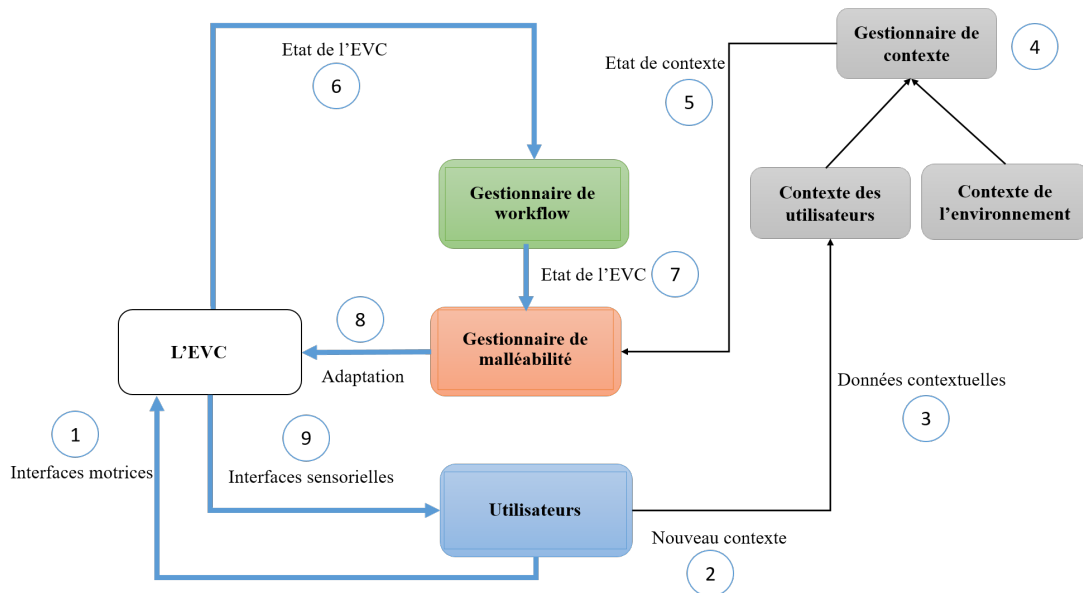 Etat de l’EVC
6
Gestionnaire de
contexte
4
Etat de contexte
5
Gestionnaire de
workflow
Contexte des
utilisateurs
Contexte de
l’environnement
Etat de l’EVC
7
L’EVC
8
Adaptation
Gestionnaire de
malléabilité
Données contextuelles
3
1
Interfaces motrices
9
Interfaces sensorielles
Utilisateurs
Nouveau contexte
2